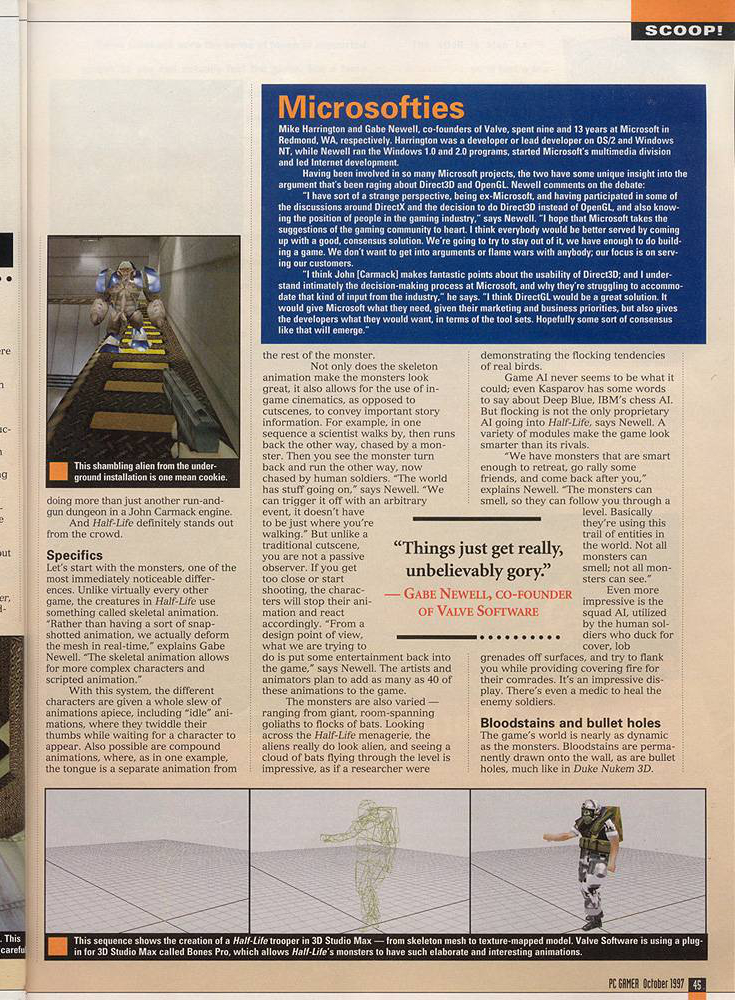 SCOOP!
Microsofties
Mike Harrington and Gabe Newell, co-founders of Valve, spent nine and 13 years at Microsoft in
Redmond, WA, respectively. Harrington was a developer or lead developer on OS/2 and Windows
NT, while Newell ran the Windows 1.0 and 2.0 programs, started Microsoft's multimedia division
and led Internet development.
Having been involved in so many Microsoft projects, the two have some unique insight into the
argument that's been raging about Direct3D and OpenGL. Newell comments on the debate:
"I have sort of a strange perspective, being ex-Microsoft, and having participated in some of
the discussions around DirectX and the decision to do Direct3D instead of OpenGL, and also know-
ing the position of people in the gaming industry," says Newell. "I hope that Microsoft takes the
suggestions of the gaming community to heart. I think everybody would be better served by coming
up with a good, consensus solution. We're going to try to stay out of it, we have enough to do build-
ing a game. We don't want to get into arguments or flame wars with anybody; our focus is on serv-
ing our customers.
"I think John [Carmack] makes fantastic points about the usability of Direct3D; and I under-
stand intimately the decision-making process at Microsoft, and why they're struggling to accommo-
date that kind of input from the industry," he says. "I think DirectGL would be a great solution. It
would give Microsoft what they need, given their marketing and business priorities, but also gives
the developers what they would want, in terms of the tool sets. Hopefully some sort of consensus
like that will emerge."
This shambling alien from the under-
ground installation is one mean cookie.
doing more than just another run-and-
gun dungeon in a John Carmack engine.
And Half-Life definitely stands out
from the crowd.
Specifics
Let's start with the monsters, one of the
most immediately noticeable differ-
ences. Unlike virtually every other
game, the creatures in Half-Life use
something called skeletal animation.
"Rather than having a sort of snap-
shotted animation, we actually deform
the mesh in real-time," explains Gabe
Newell. "The skeletal animation allows
for more complex characters and
scripted animation."
With this system, the different
characters are given a whole slew of
animations apiece, including "idle" ani-
mations, where they twiddle their
thumbs while waiting for a character to
appear. Also possible are compound
animations, where, as in one example,
the tongue is a separate animation from
the rest of the monster.
Not only does the skeleton
animation make the monsters look
great, it also allows for the use of in-
game cinematics, as opposed to
cutscenes, to convey important story
information. For example, in one
sequence a scientist walks by, then runs
back the other way, chased by a mon-
ster. Then you see the monster turn
back and run the other way, now
chased by human soldiers. "The world
has stuff going on," says Newell. "We
can trigger it off with an arbitrary
event, it doesn't have
to be just where you're
walking." But unlike a
traditional cutscene,
you are not a passive
observer. If you get
too close or start
shooting, the charac-
ters will stop their ani-
mation and react
accordingly. "From a
design point of view,
what we are trying to
do is put some entertainment back into
the game," says Newell. The artists and
animators plan to add as many as 40 of
these animations to the game.
The monsters are also varied —
ranging from giant, room-spanning
goliaths to flocks of bats. Looking
across the Half-Life menagerie, the
aliens really do look alien, and seeing a
cloud of bats flying through the level is
impressive, as if a researcher were
"Things just get really,
unbelievably gory."
— GABE NEWELL, CO-FOUNDER
OF VALVE SOFTWARE
demonstrating the flocking tendencies
of real birds.
Game AI never seems to be what it
could; even Kasparov has some words
to say about Deep Blue, IBM's chess AI.
But flocking is not the only proprietary
AI going into Half-Life, says Newell. A
variety of modules make the game look
smarter than its rivals.
"We have monsters that are smart
enough to retreat, go rally some
friends, and come back after you,"
explains Newell. "The monsters can
smell, so they can follow you through a
level. Basically
they're using this
trail of entities in
the world. Not all
monsters can
smell; not all mon-
sters can see."
Even more
impressive is the
squad AI, utilized
by the human sol-
diers who duck for
cover, lob
grenades off surfaces, and try to flank
you while providing covering fire for
their comrades. It's an impressive dis-
play. There's even a medic to heal the
enemy soldiers.
Bloodstains and bullet holes
The game's world is nearly as dynamic
as the monsters. Bloodstains are perma-
nently drawn onto the wall, as are bullet
holes, much like in Duke Nukem 3D.
This sequence shows the creation of a Half-Life trooper in 3D Studio Max — from skeleton mesh to texture-mapped model. Valve Software is using a plug-
in for 3D Studio Max called Bones Pro, which allows Half-Life's monsters to have such elaborate and interesting animations.
. This
careful
PC GAMER October 1997 45